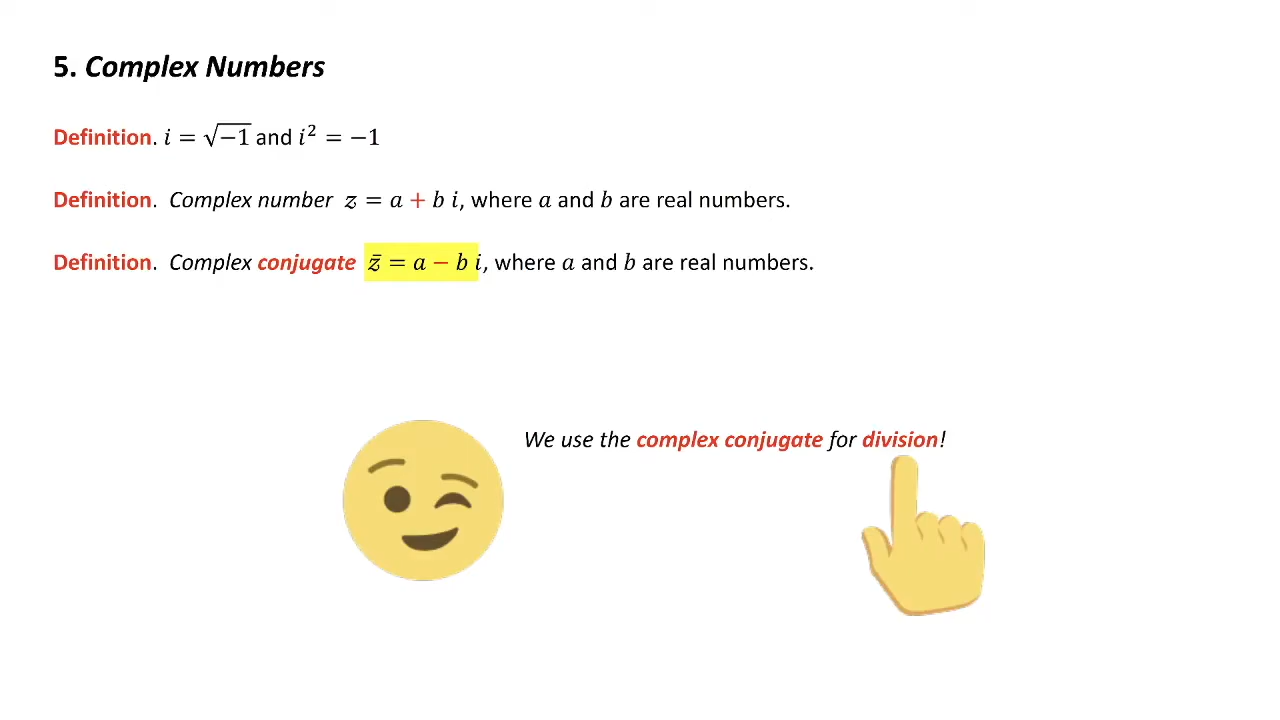 5. Complex Numbers
Definition. 𝑖 = √−1 and 𝑖² = −1
Definition. Complex number 𝑧 = 𝑎 + 𝑏 𝑖, where 𝑎 and 𝑏 are real numbers.
Definition. Complex conjugate 𝑧̄ = 𝑎 − 𝑏 𝑖, where 𝑎 and 𝑏 are real numbers.
We use the complex conjugate for division!